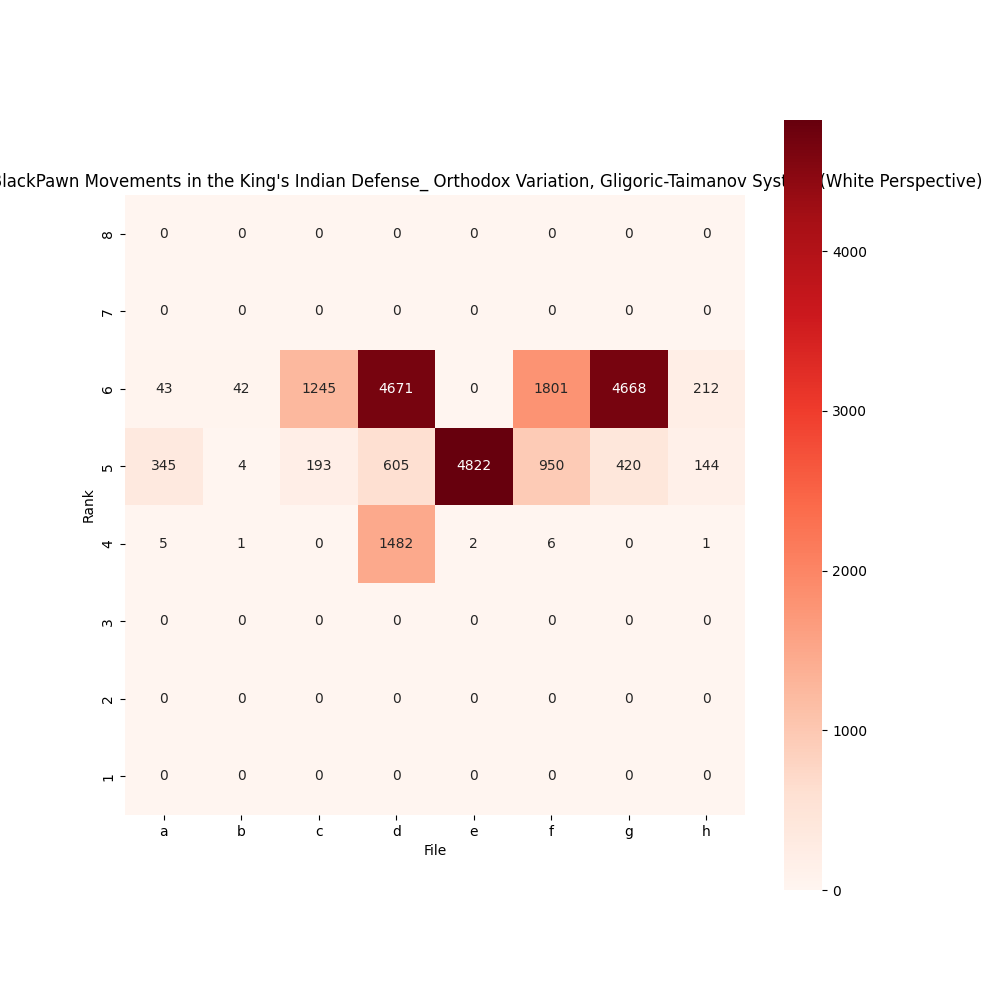 BlackPawn Movements in the King's Indian Defense_ Orthodox Variation, Gligoric-Taimanov (White Perspective)
8 0 0 0 0 0 0 0 0
7 0 0 0 0 0 0 0 0
6 43 42 1245 4671 0 1801 4668 212
5 345 4 193 605 4822 950 420 144
4 5 1 0 1482 2 6 0 1
3 0 0 0 0 0 0 0 0
2 0 0 0 0 0 0 0 0
1 0 0 0 0 0 0 0 0
a b c d e f g h
File
Rank
4000
3000
2000
1000
0